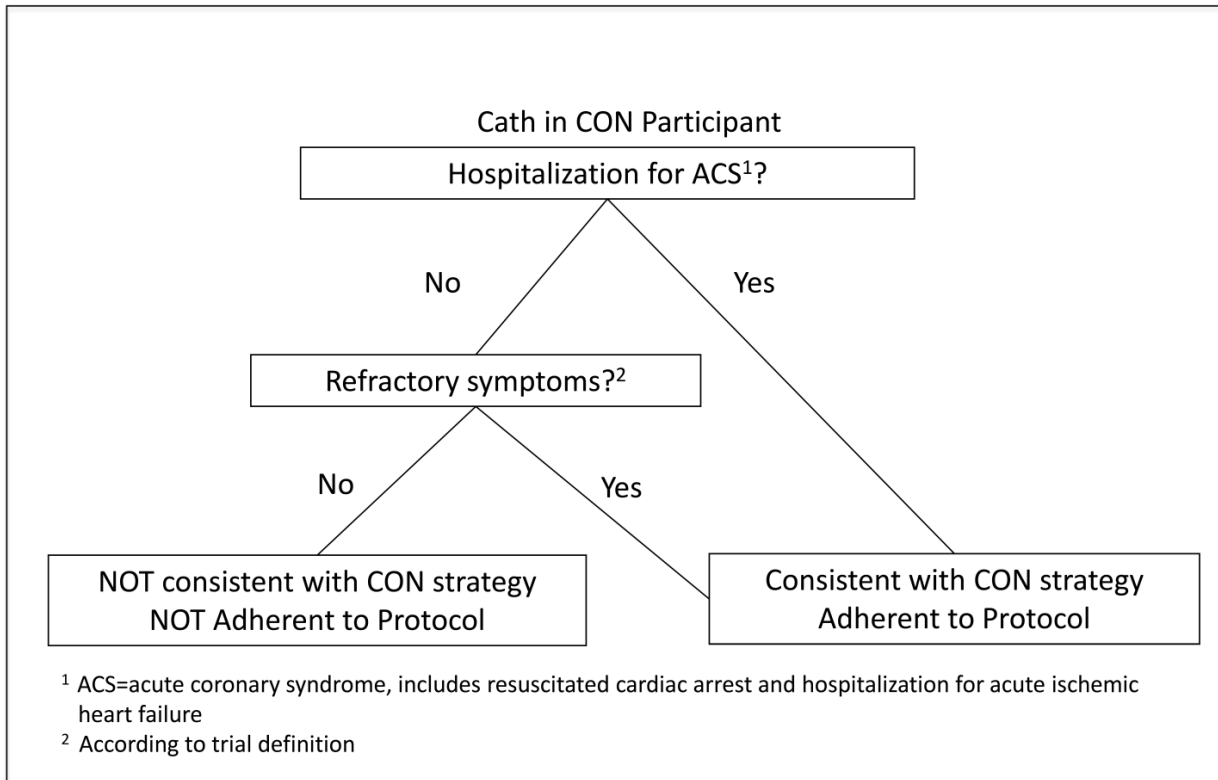 Cath in CON Participant
Hospitalization for ACS¹?
No
Yes
Refractory symptoms?²
No
Yes
NOT consistent with CON strategy
NOT Adherent to Protocol
Consistent with CON strategy
Adherent to Protocol
¹ ACS=acute coronary syndrome, includes resuscitated cardiac arrest and hospitalization for acute ischemic
heart failure
² According to trial definition